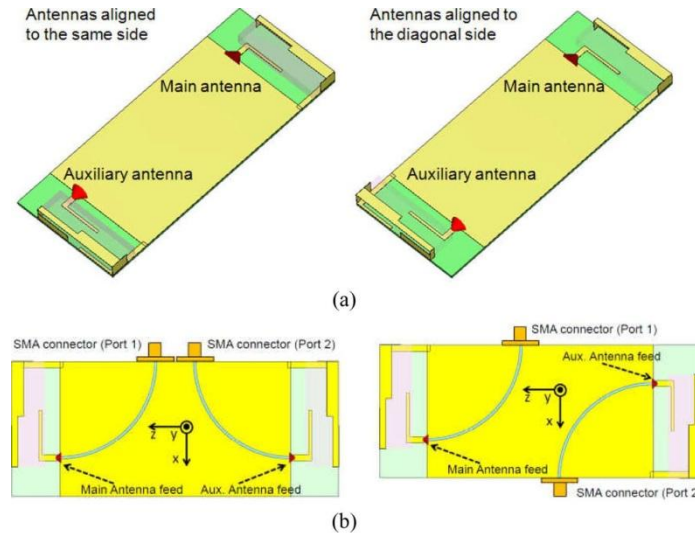 Antennas aligned
to the same side
Main antenna
Auxiliary antenna
Antennas aligned to
the diagonal side
Main antenna
Auxiliary antenna
(a)
SMA connector (Port 1)
SMA connector (Port 2)
z
y
x
Main Antenna feed
Aux. Antenna feed
SMA connector (Port 1)
Aux. Antenna feed
z
y
x
Main Antenna feed
SMA connector (Port 2
(b)